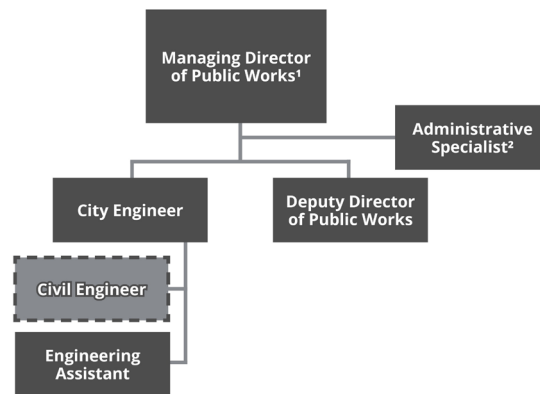 Managing Director
of Public Works¹
Administrative
Specialist²
City Engineer
Deputy Director
of Public Works
Civil Engineer
Engineering
Assistant